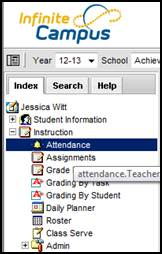 Infinite
Campus
Year 12-13 School Achiev
Index Search Help
Jessica Witt
Student Information
Instruction
Attendance
Assignments
Grade
attendance.Teacher
Grading By Task
Grading By Student
Daily Planner
Roster
Class Serve
Admin